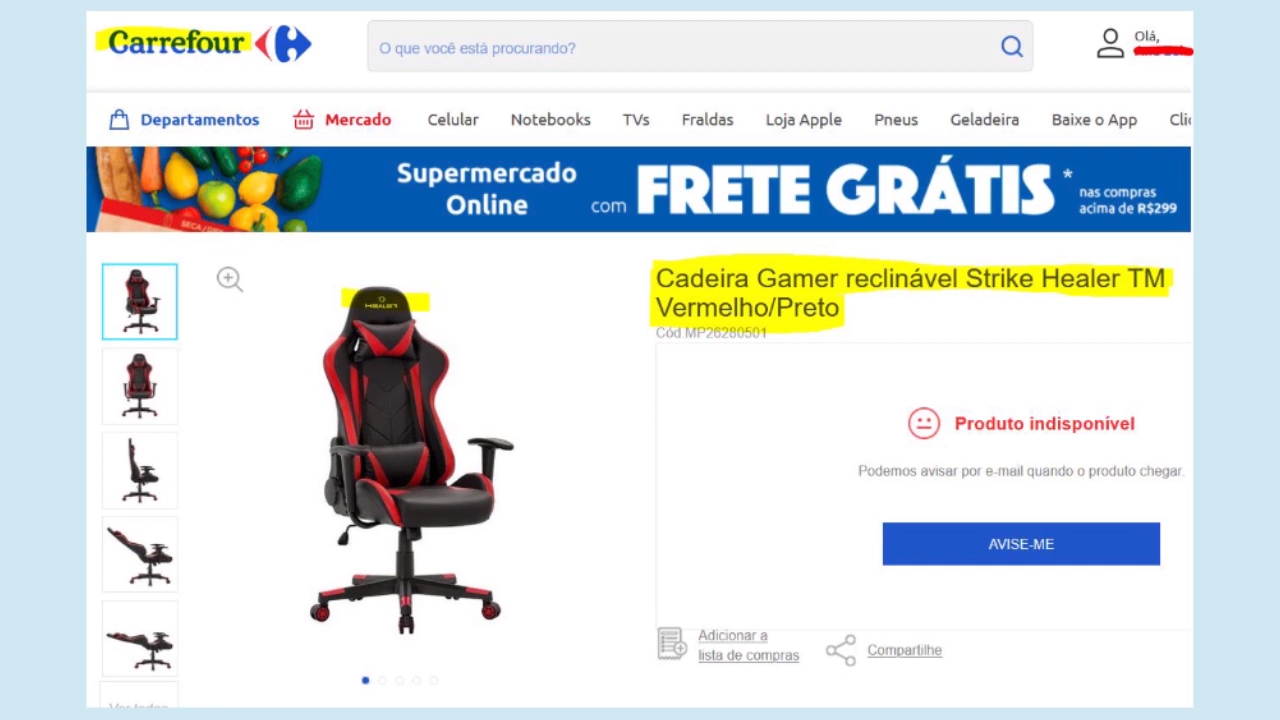 Carrefour
O que você está procurando?
Olá,
Departamentos
Mercado
Celular
Notebooks
TVs
Fraldas
Loja Apple
Pneus
Geladeira
Baixe o App
Supermercado
Online
com
FRETE GRÁTIS*
nas compras
acima de R$299
Cadeira Gamer reclinável Strike Healer TM
Vermelho/Preto
Cód.MP26280501
HEALER
Produto indisponível
Podemos avisar por e-mail quando o produto chegar.
AVISE-ME
Adicionar a
lista de compras
Compartilhe